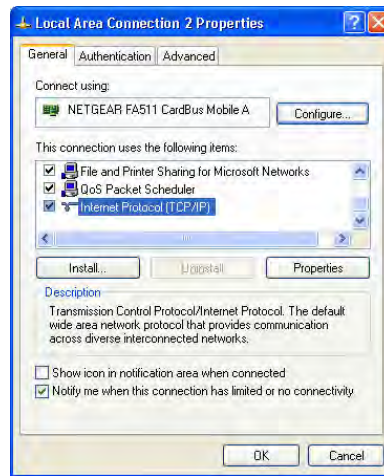 Local Area Connection 2 Properties
General Authentication Advanced
Connect using:
NETGEAR FA511 CardBus Mobile A
Configure...
This connection uses the following items:
File and Printer Sharing for Microsoft Networks
QoS Packet Scheduler
Internet Protocol (TCP/IP)
Install... Uninstall Properties
Description
Transmission Control Protocol/Internet Protocol. The default
wide area network protocol that provides communication
across diverse interconnected networks.
Show icon in notification area when connected
Notify me when this connection has limited or no connectivity
OK Cancel